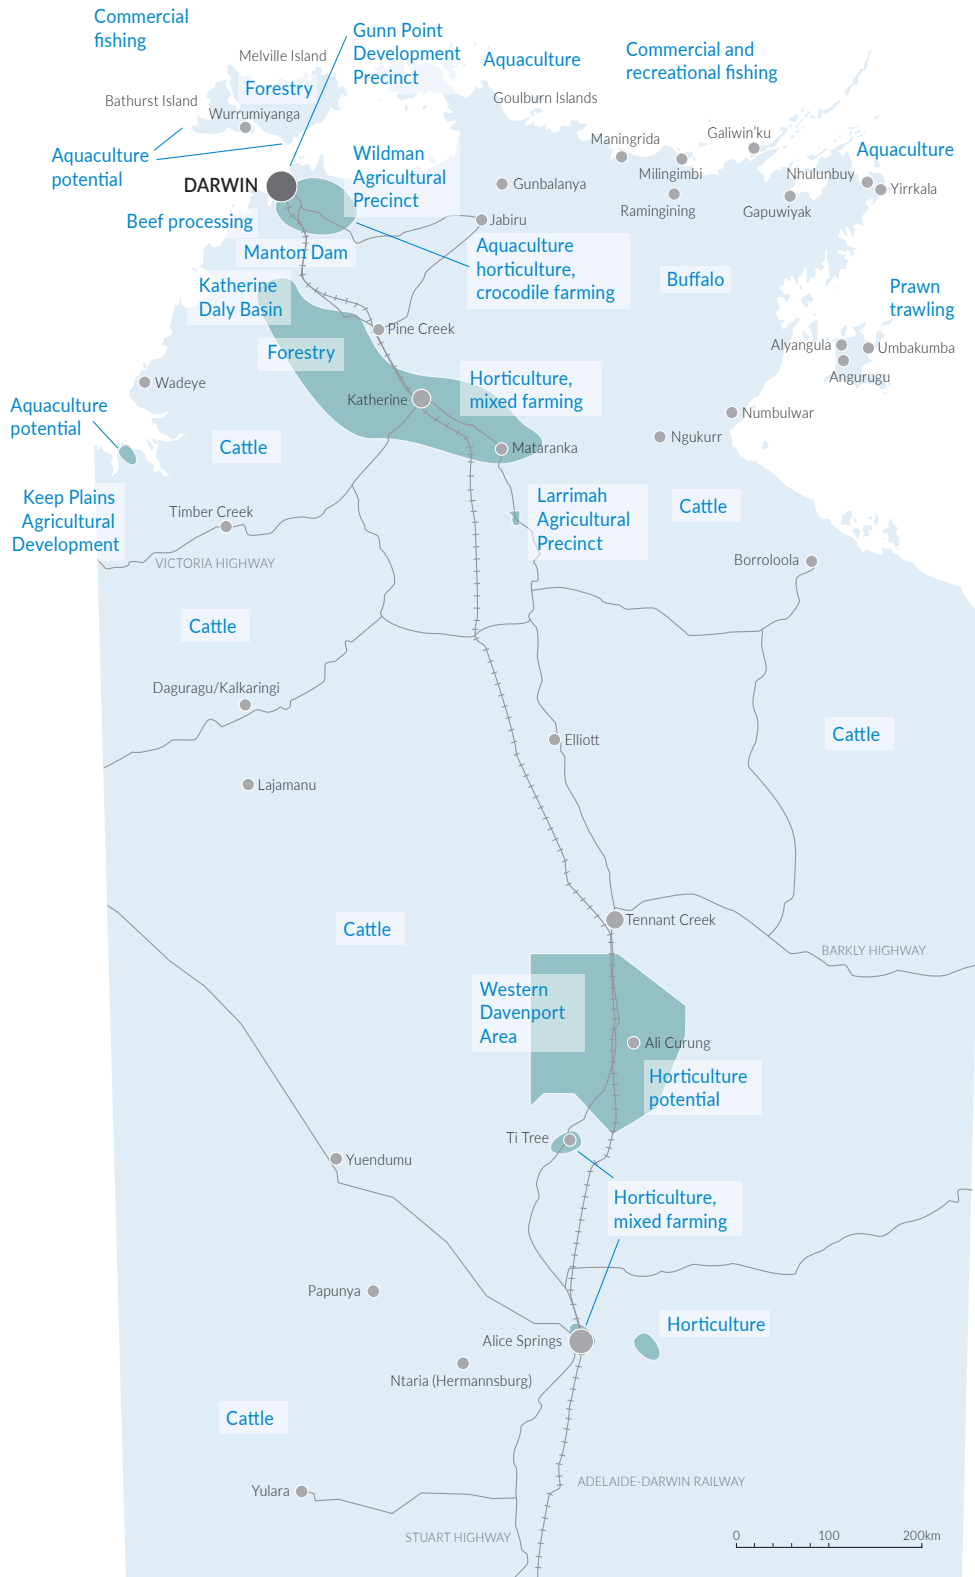 Commercial
fishing
Melville Island
Forestry
Bathurst Island
Wurrumiyanga
Gunn Point
Development
Precinct
Aquaculture
Goulburn Islands
Commercial and
recreational fishing
Aquaculture
potential
DARWIN
Beef processing
Wildman
Agricultural
Precinct
Gunbalanya
Jabiru
Maningrida
Milingimbi
Ramingining
Galiwin'ku
Nhulunbuy
Gapuwiyak
Aquaculture
Yirrkala
Manton Dam
Katherine
Daly Basin
Aquaculture
horticulture,
crocodile farming
Buffalo
Prawn
trawling
Pine Creek
Forestry
Alyangula
Umbakumba
Angurugu
Wadeye
Katherine
Horticulture,
mixed farming
Numbulwar
Ngukurr
Aquaculture
potential
Cattle
Mataranka
Keep Plains
Agricultural
Development
Timber Creek
VICTORIA HIGHWAY
Larrimah
Agricultural
Precinct
Cattle
Borroloola
Cattle
Daguragu/Kalkaringi
Elliott
Cattle
Lajamanu
Cattle
Tennant Creek
BARKLY HIGHWAY
Western
Davenport
Area
Ali Curung
Horticulture
potential
Ti Tree
Yuendumu
Horticulture,
mixed farming
Papunya
Alice Springs
Horticulture
Ntaria (Hermannsburg)
Cattle
Yulara
ADELAIDE-DARWIN RAILWAY
STUART HIGHWAY
0 100 200km